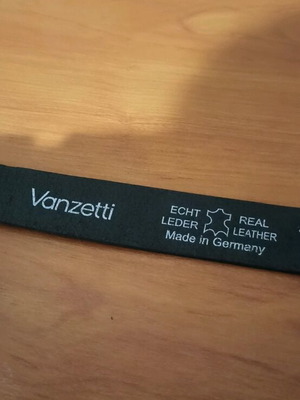 Vanzetti
ECHT REAL
LEDER LEATHER
Made in Germany